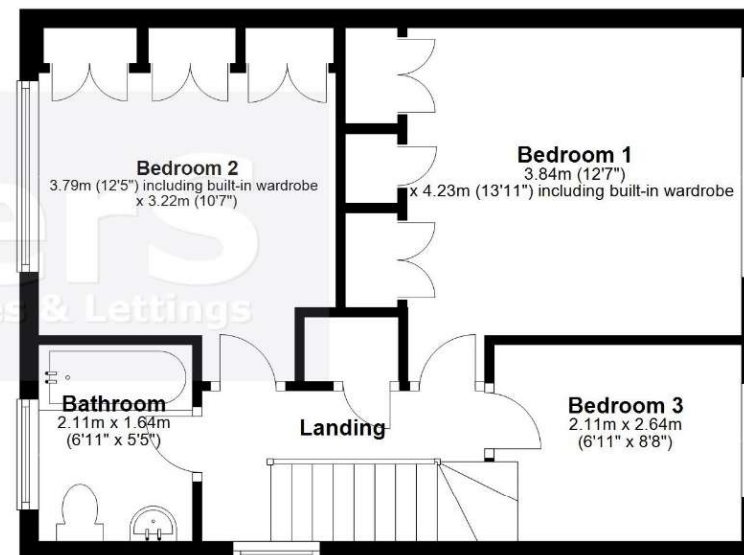 Bedroom 2
3.79m (12'5") including built-in wardrobe
x 3.22m (10'7")
Bedroom 1
3.84m (12'7")
x 4.23m (13'11") including built-in wardrobe
ers
& Lettings
Bathroom
2.11m x 1.64m
(6'11" x 5'5")
Landing
Bedroom 3
2.11m x 2.64m
(6'11" x 8'8")